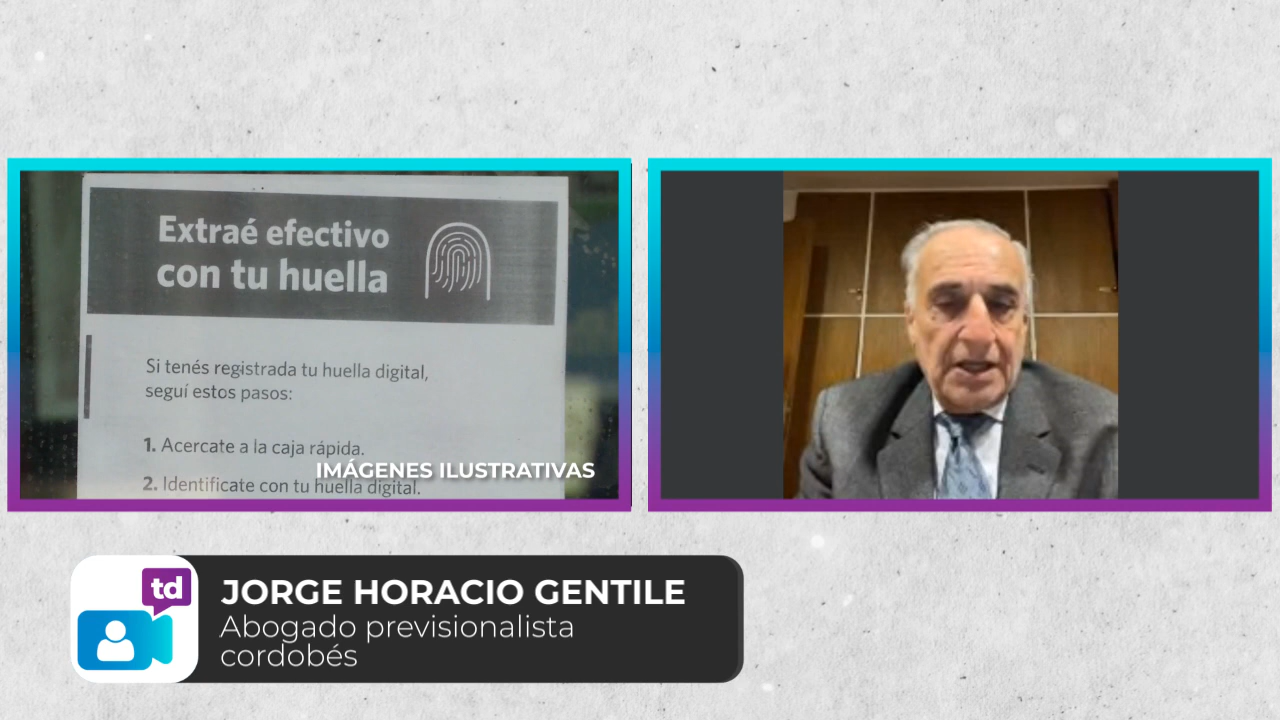 Extraé efectivo
con tu huella
Si tenés registrada tu huella digital,
seguí estos pasos:
1. Acercate a la caja rápida.
2. Identificate con tu huella digital.
IMÁGENES ILUSTRATIVAS
td
JORGE HORACIO GENTILE
Abogado previsionalista
cordobés